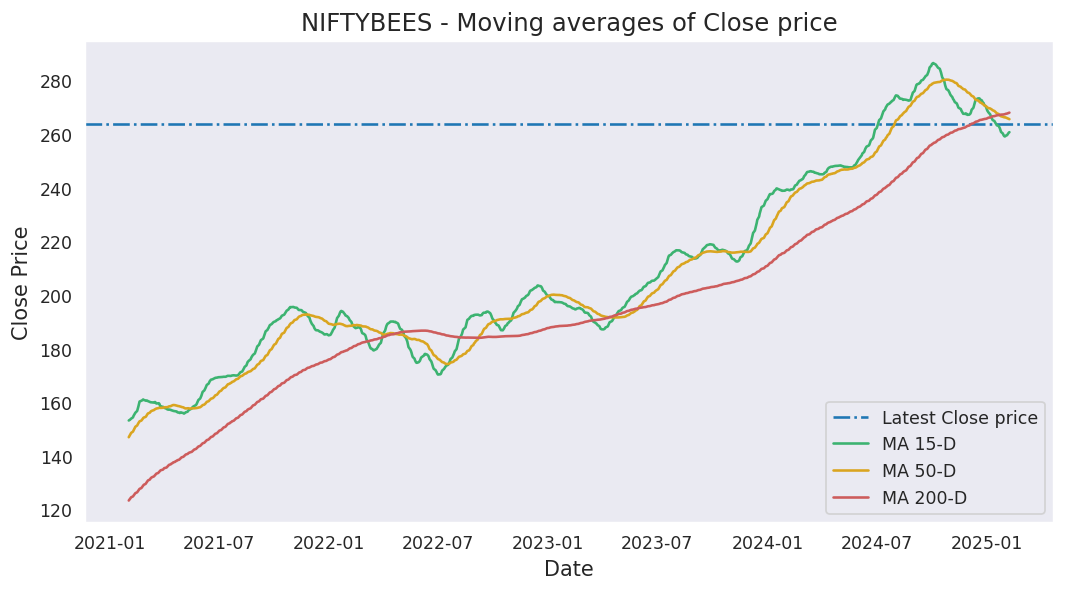 NIFTYBEES - Moving averages of Close price
Close Price
280
260
240
220
200
180
160
140
120
Latest Close price
MA 15-D
MA 50-D
MA 200-D
2021-01 2021-07 2022-01 2022-07 2023-01 2023-07 2024-01 2024-07 2025-01
Date